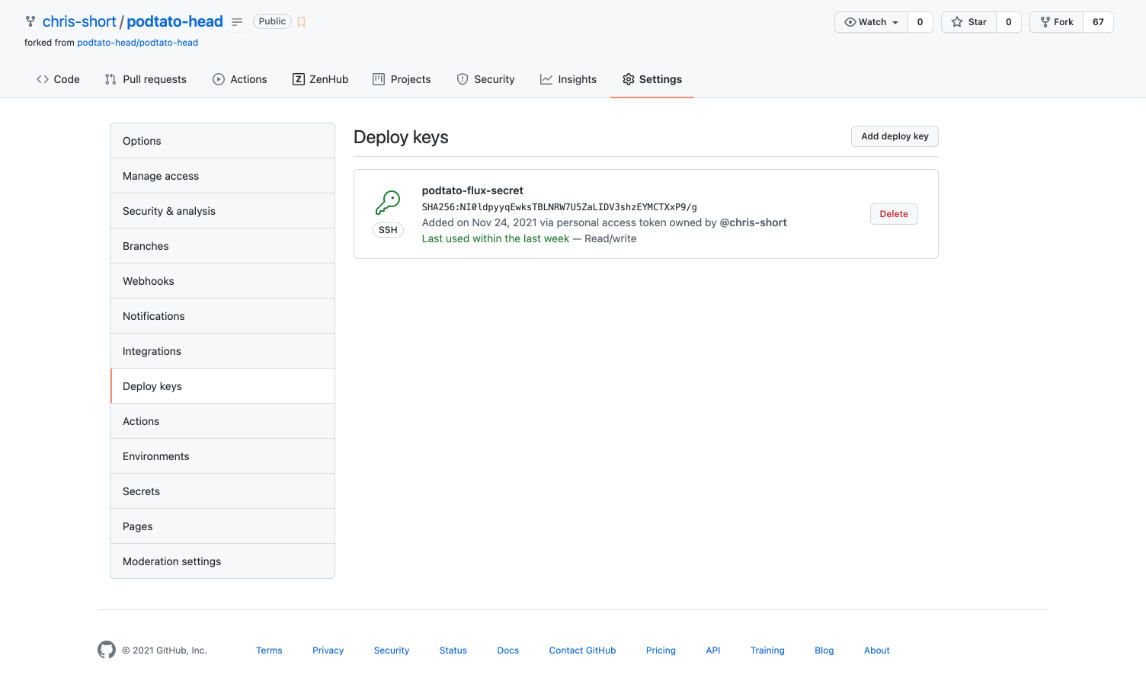 chris-short / podtato-head Public Watch 0 Star 0 Fork 67
forked from podtato-head/podtato-head
Code Pull requests Actions ZenHub Projects Security Insights Settings
Options
Manage access
Security & analysis
Branches
Webhooks
Notifications
Integrations
Deploy keys
Actions
Environments
Secrets
Pages
Moderation settings
Deploy keys Add deploy key
podtato-flux-secret
SHA256:NI0ldpyyqEwksTBLNRW7U5ZaLIDV3shzEYMCTXxP9/g
Added on Nov 24, 2021 via personal access token owned by @chris-short
Last used within the last week — Read/write
SSH
Delete
© 2021 GitHub, Inc. Terms Privacy Security Status Docs Contact GitHub Pricing API Training Blog About